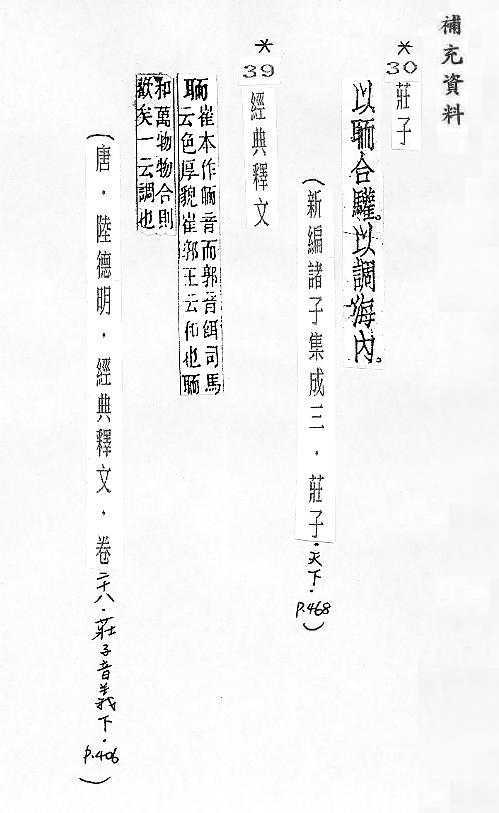 補充資料
*30 莊子
以聏合驩。以調海內。
(新編諸子集成三．莊子．天下．P.468)
*39 經典釋文
聏 崔本作音而郭音餌司馬
云色厚貌崔郭王云和也聏
和萬物物合則
歡矣一云調也
(唐．陸德明．經典釋文．卷二十八．莊子音義下．P.406)